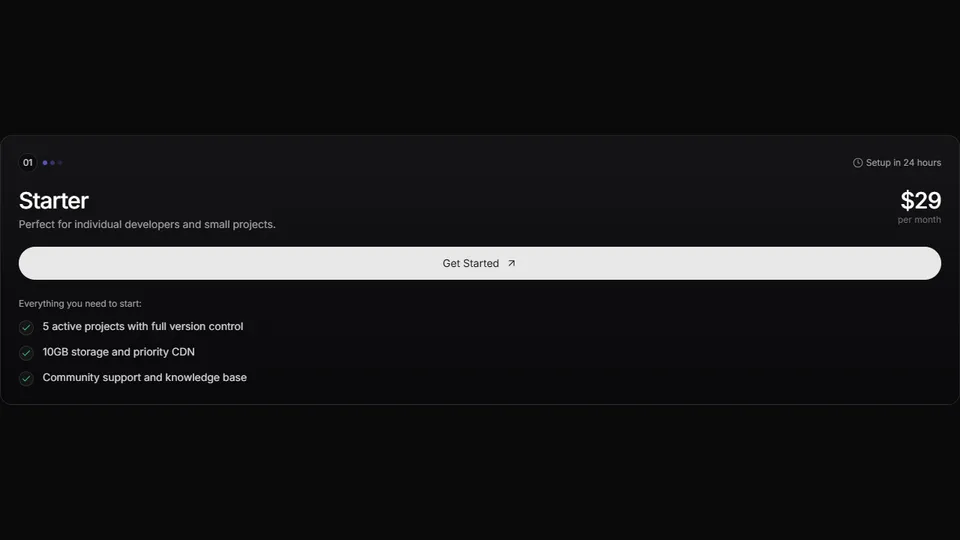 01
Setup in 24 hours
Starter
$29
Perfect for individual developers and small projects.
per month
Get Started
Everything you need to start:
5 active projects with full version control
10GB storage and priority CDN
Community support and knowledge base